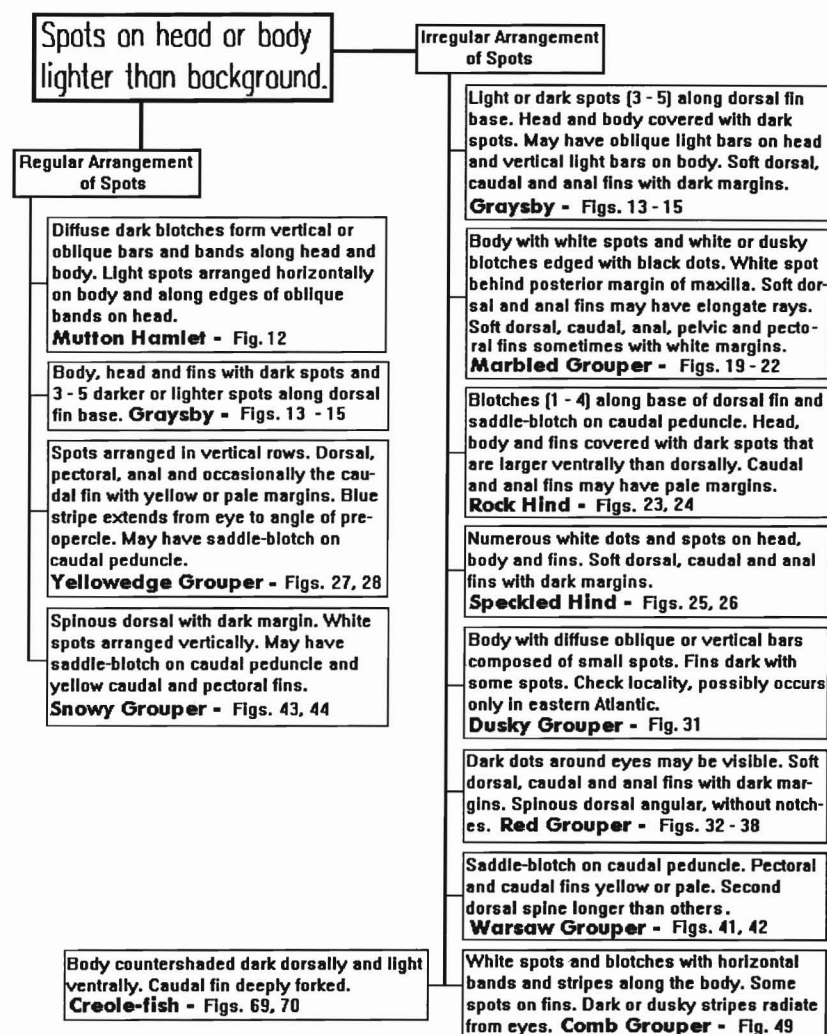 Spots on head or body
lighter than background.
Regular Arrangement
of Spots
Diffuse dark blotches form vertical or
oblique bars and bands along head and
body. Light spots arranged horizontally
on body and along edges of oblique
bands on head.
Mutton Hamlet - Fig. 12
Body, head and fins with dark spots and
3 - 5 darker or lighter spots along dorsal
fin base. Graysby - Figs. 13 - 15
Spots arranged in vertical rows. Dorsal,
pectoral, anal and occasionally the cau-
dal fin with yellow or pale margins. Blue
stripe extends from eye to angle of pre-
opercle. May have saddle-blotch on
caudal peduncle.
Yellowedge Grouper - Figs. 27, 28
Spinous dorsal with dark margin. White
spots arranged vertically. May have
saddle-blotch on caudal peduncle and
yellow caudal and pectoral fins.
Snowy Grouper - Figs. 43, 44
Irregular Arrangement
of Spots
Light or dark spots (3 - 5) along dorsal fin
base. Head and body covered with dark
spots. May have oblique light bars on head
and vertical light bars on body. Soft dorsal,
caudal and anal fins with dark margins.
Graysby - Figs. 13 - 15
Body with white spots and white or dusky
blotches edged with black dots. White spot
behind posterior margin of maxilla. Soft dor-
sal and anal fins may have elongate rays.
Soft dorsal, caudal, anal, pelvic and pecto-
ral fins sometimes with white margins.
Marbled Grouper - Figs. 19 - 22
Blotches (1 - 4) along base of dorsal fin and
saddle-blotch on caudal peduncle. Head,
body and fins covered with dark spots that
are larger ventrally than dorsally. Caudal
and anal fins may have pale margins.
Rock Hind - Figs. 23, 24
Numerous white dots and spots on head,
body and fins. Soft dorsal, caudal and anal
fins with dark margins.
Speckled Hind - Figs. 25, 26
Body with diffuse oblique or vertical bars
composed of small spots. Fins dark with
some spots. Check locality, possibly occurs
only in eastern Atlantic.
Dusky Grouper - Fig. 31
Dark dots around eyes may be visible. Soft
dorsal, caudal and anal fins with dark mar-
gins. Spinous dorsal angular, without notch-
es. Red Grouper - Figs. 32 - 38
Saddle-blotch on caudal peduncle. Pectoral
and caudal fins yellow or pale. Second
dorsal spine longer than others.
Warsaw Grouper - Figs. 41, 42
Body countershaded dark dorsally and light
ventrally. Caudal fin deeply forked.
Creole-fish - Figs. 69, 70
White spots and blotches with horizontal
bands and stripes along the body. Some
spots on fins. Dark or dusky stripes radiate
from eyes. Comb Grouper - Fig. 49